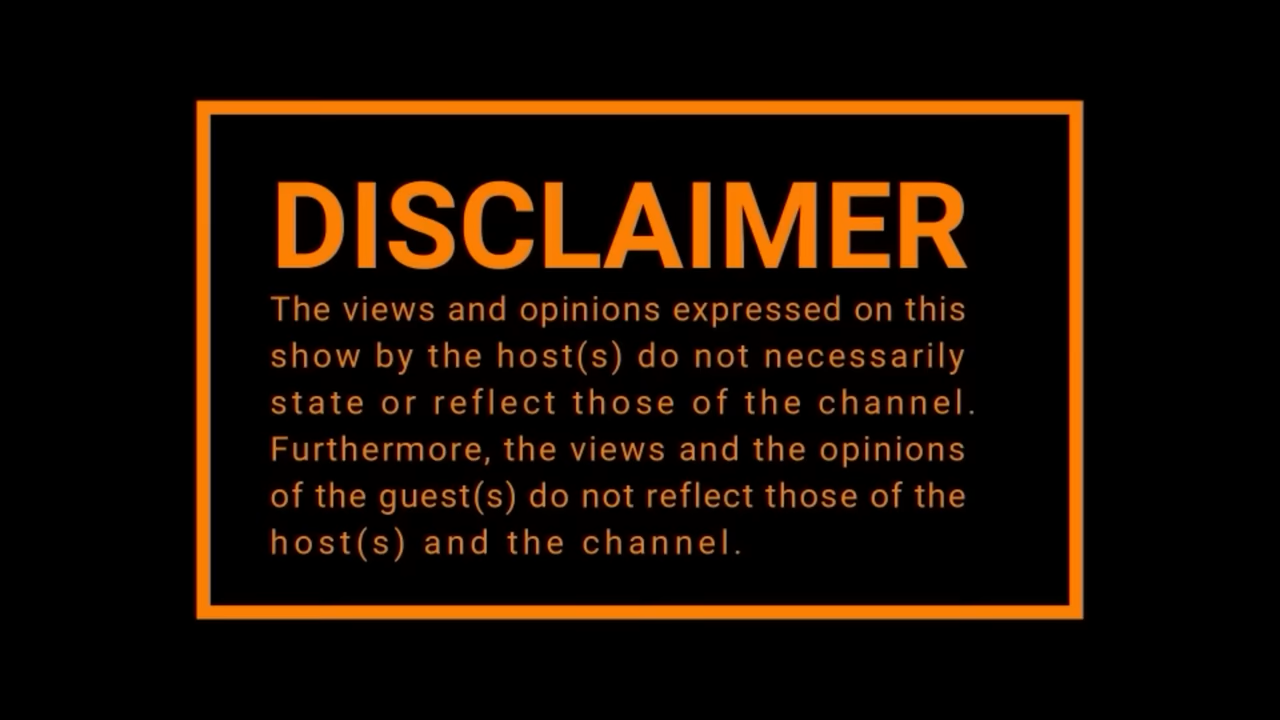 DISCLAIMER
The views and opinions expressed on this
show by the host(s) do not necessarily
state or reflect those of the channel.
Furthermore, the views and the opinions
of the guest(s) do not reflect those of the
host(s) and the channel.